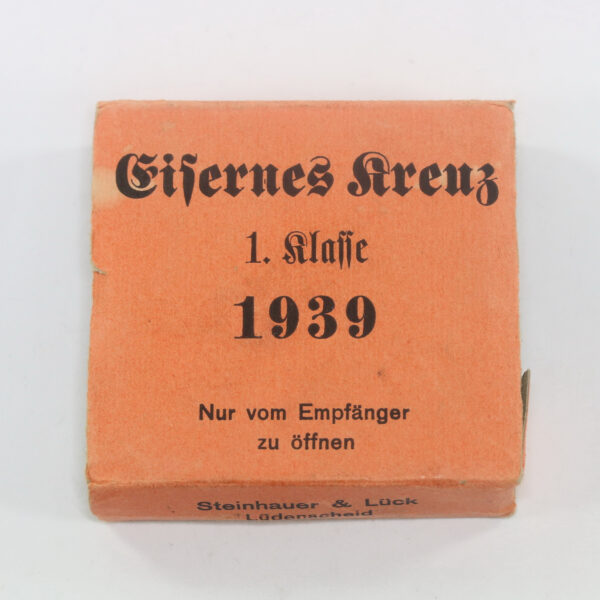 Eisernes Kreuz
1. Klasse
1939
Nur vom Empfänger
zu öffnen
Steinhauer & Lück
Lüdenscheid